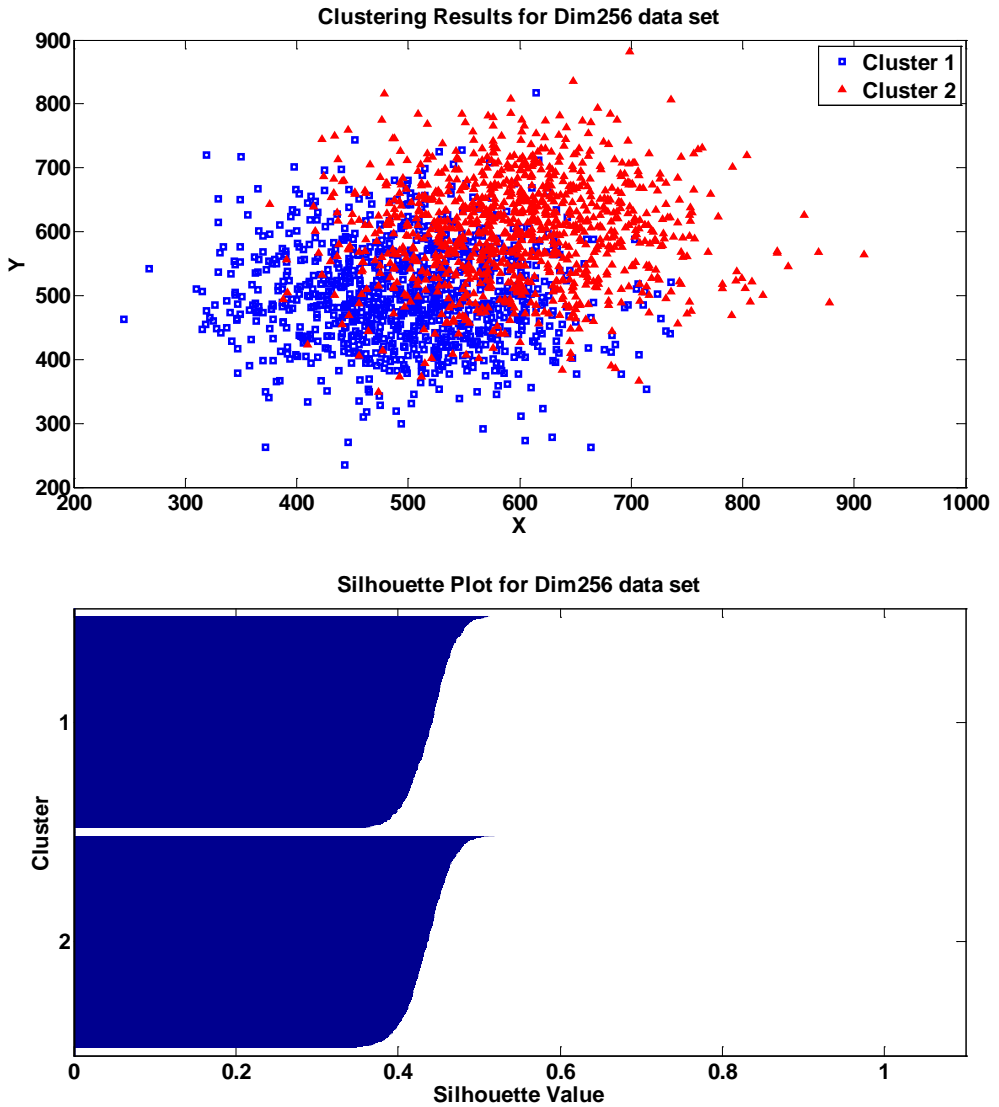 Clustering Results for Dim256 data set
900
800
700
600
500
400
300
200
Y
Cluster 1
Cluster 2
200 300 400 500 600 700 800 900 1000
X
Silhouette Plot for Dim256 data set
1
2
Cluster
0 0.2 0.4 0.6 0.8 1
Silhouette Value